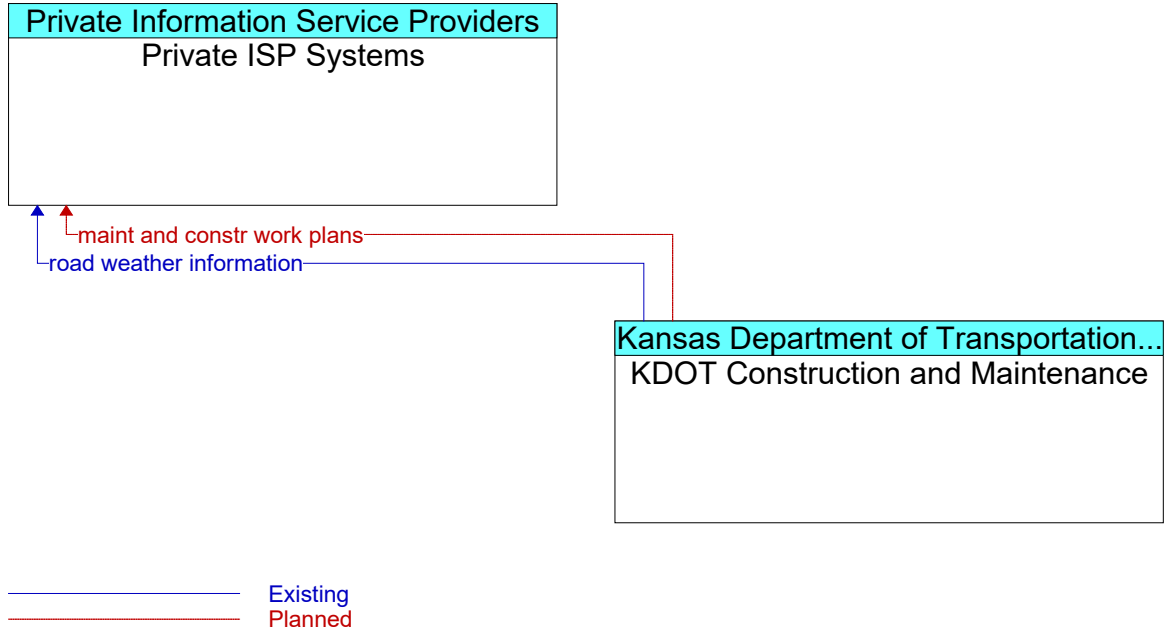 Private Information Service Providers
Private ISP Systems
maint and constr work plans
road weather information
Kansas Department of Transportation...
KDOT Construction and Maintenance
Existing
Planned